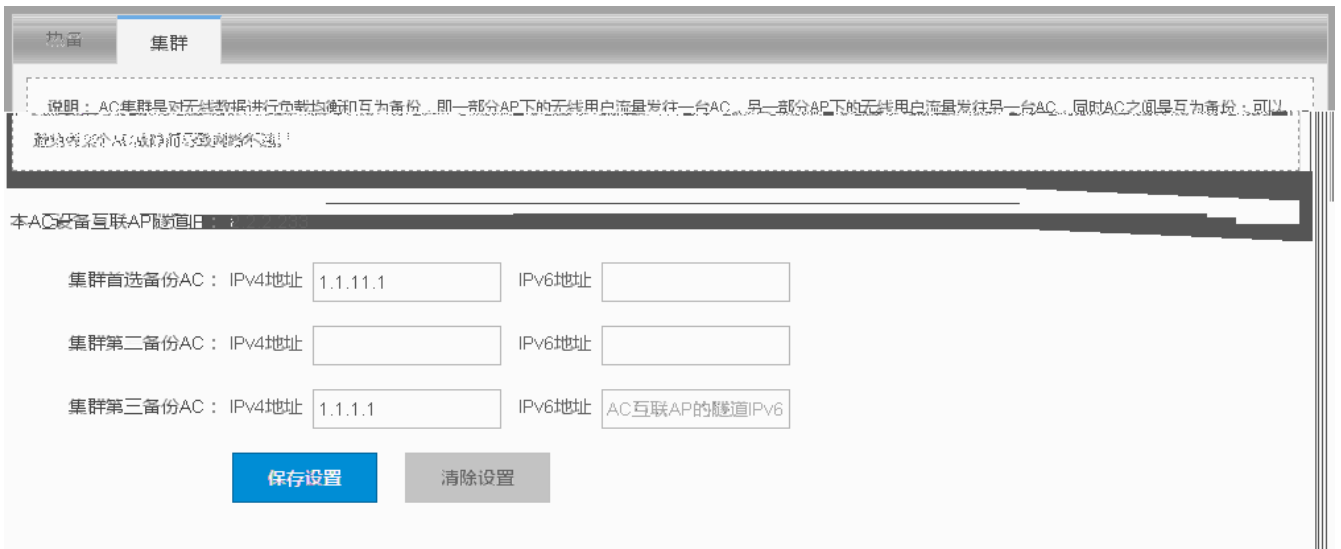 热备
集群
说明：AC集群是对无线数据进行负载均衡和互为备份，即一部分AP下的无线用户流量发往一台AC，另一部分AP下的无线用户流量发往另一台AC，同时AC之间是互为备份；可以
本AC设备互联AP隧道IP：
集群首选备份AC： IPv4地址 1.1.11.1 IPv6地址
集群第二备份AC： IPv4地址 IPv6地址
集群第三备份AC： IPv4地址 1.1.1.1 IPv6地址 AC互联AP的隧道IPv6
保存设置 清除设置